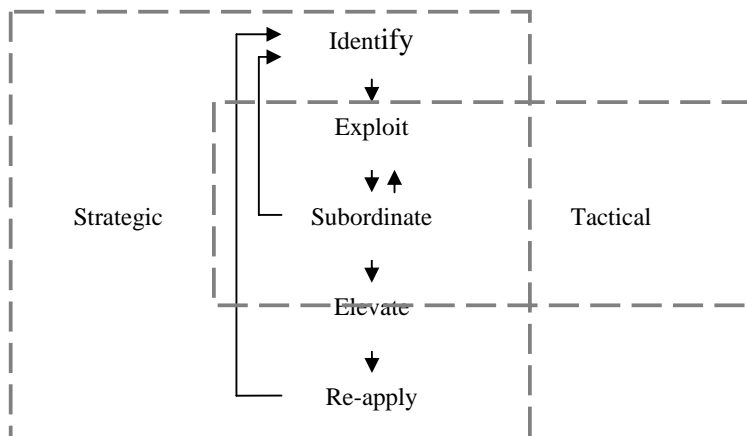 Identify
Exploit
Strategic Subordinate Tactical
Elevate
Re-apply